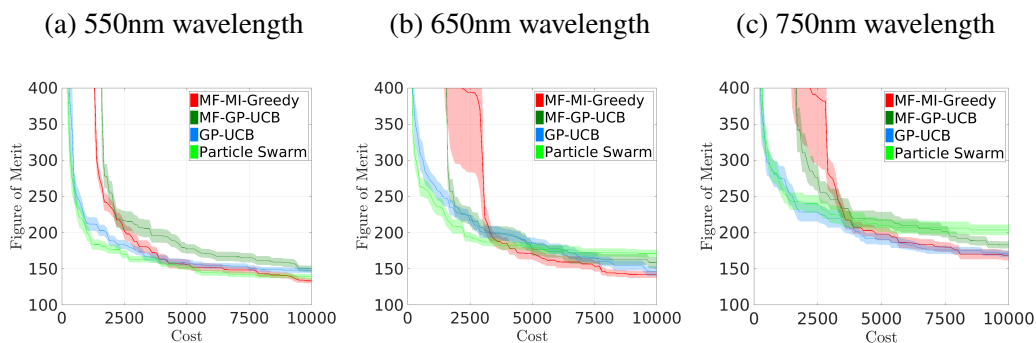 (a) 550nm wavelength
400
350
300
250
200
150
100
Figure of Merit
MF-MI-Greedy
MF-GP-UCB
GP-UCB
Particle Swarm
0 2500 5000 7500 10000
Cost
(b) 650nm wavelength
400
350
300
250
200
150
100
Figure of Merit
MF-MI-Greedy
MF-GP-UCB
GP-UCB
Particle Swarm
0 2500 5000 7500 10000
Cost
(c) 750nm wavelength
400
350
300
250
200
150
100
Figure of Merit
MF-MI-Greedy
MF-GP-UCB
GP-UCB
Particle Swarm
0 2500 5000 7500 10000
Cost